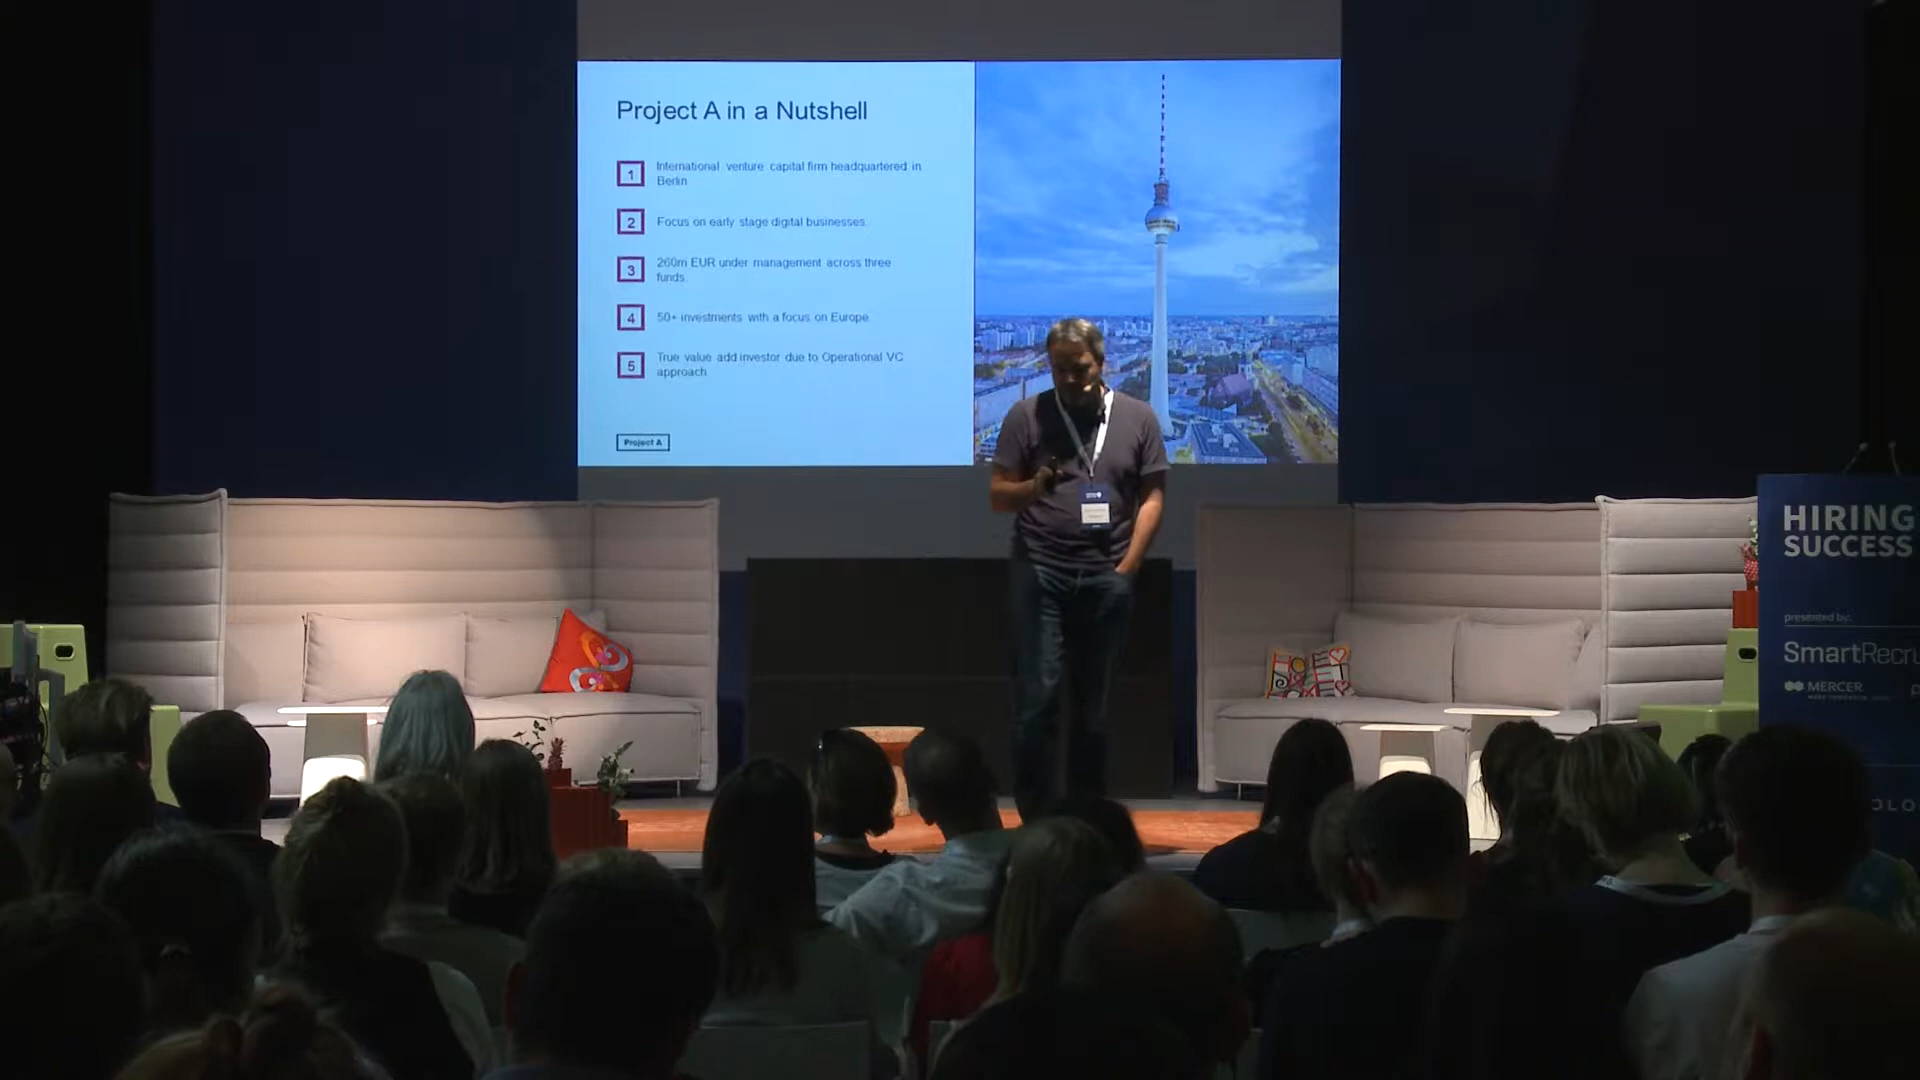 Project A in a Nutshell
1
International venture capital firm headquartered in
Berlin
2
Focus on early stage digital businesses.
3
260m EUR under management across three
funds.
4
50+ investments with a focus on Europe.
5
True value add investor due to Operational VC
approach
Project A
HIRING
SUCCESS
presented by:
SmartRecru
MERCER